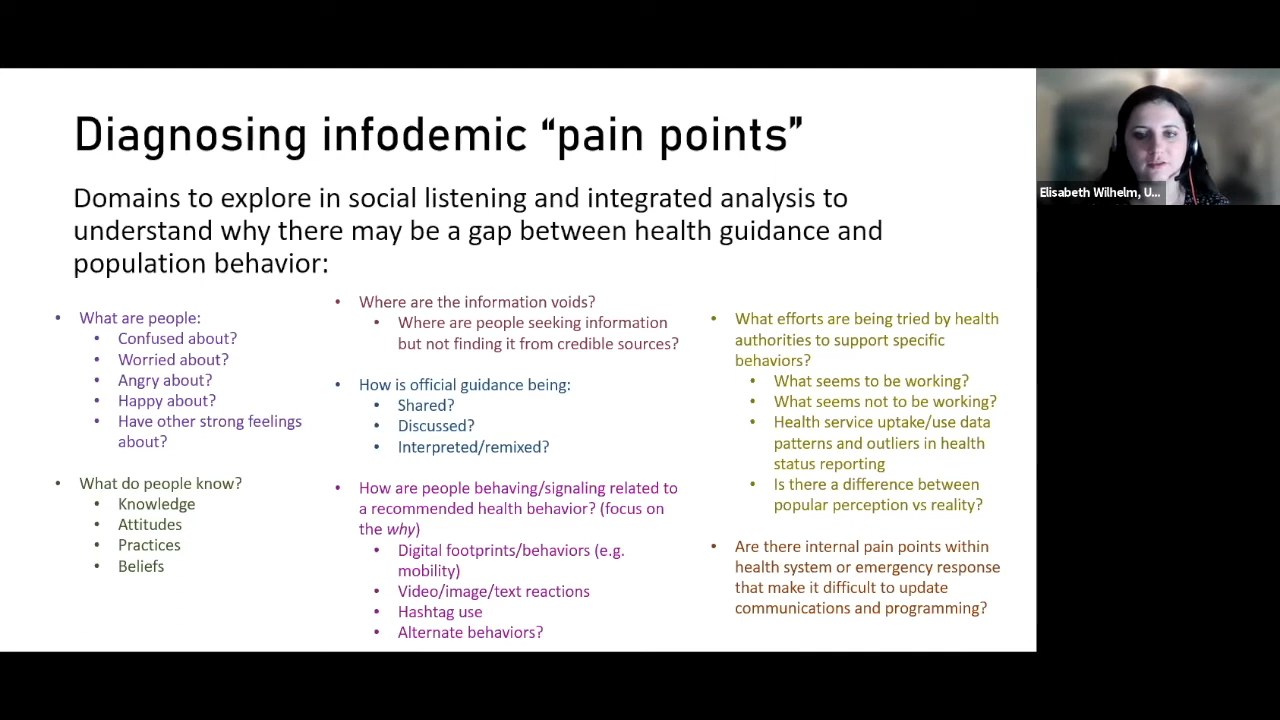 Diagnosing infodemic “pain points”
Domains to explore in social listening and integrated analysis to
understand why there may be a gap between health guidance and
population behavior:
• What are people:
• Confused about?
• Worried about?
• Angry about?
• Happy about?
• Have other strong feelings
about?
• What do people know?
• Knowledge
• Attitudes
• Practices
• Beliefs
• Where are the information voids?
• Where are people seeking information
but not finding it from credible sources?
• How is official guidance being:
• Shared?
• Discussed?
• Interpreted/remixed?
• How are people behaving/signaling related to
a recommended health behavior? (focus on
the why)
• Digital footprints/behaviors (e.g.
mobility)
• Video/image/text reactions
• Hashtag use
• Alternate behaviors?
• What efforts are being tried by health
authorities to support specific
behaviors?
• What seems to be working?
• What seems not to be working?
• Health service uptake/use data
patterns and outliers in health
status reporting
• Is there a difference between
popular perception vs reality?
• Are there internal pain points within
health system or emergency response
that make it difficult to update
communications and programming?
Elisabeth Wilhelm, U...